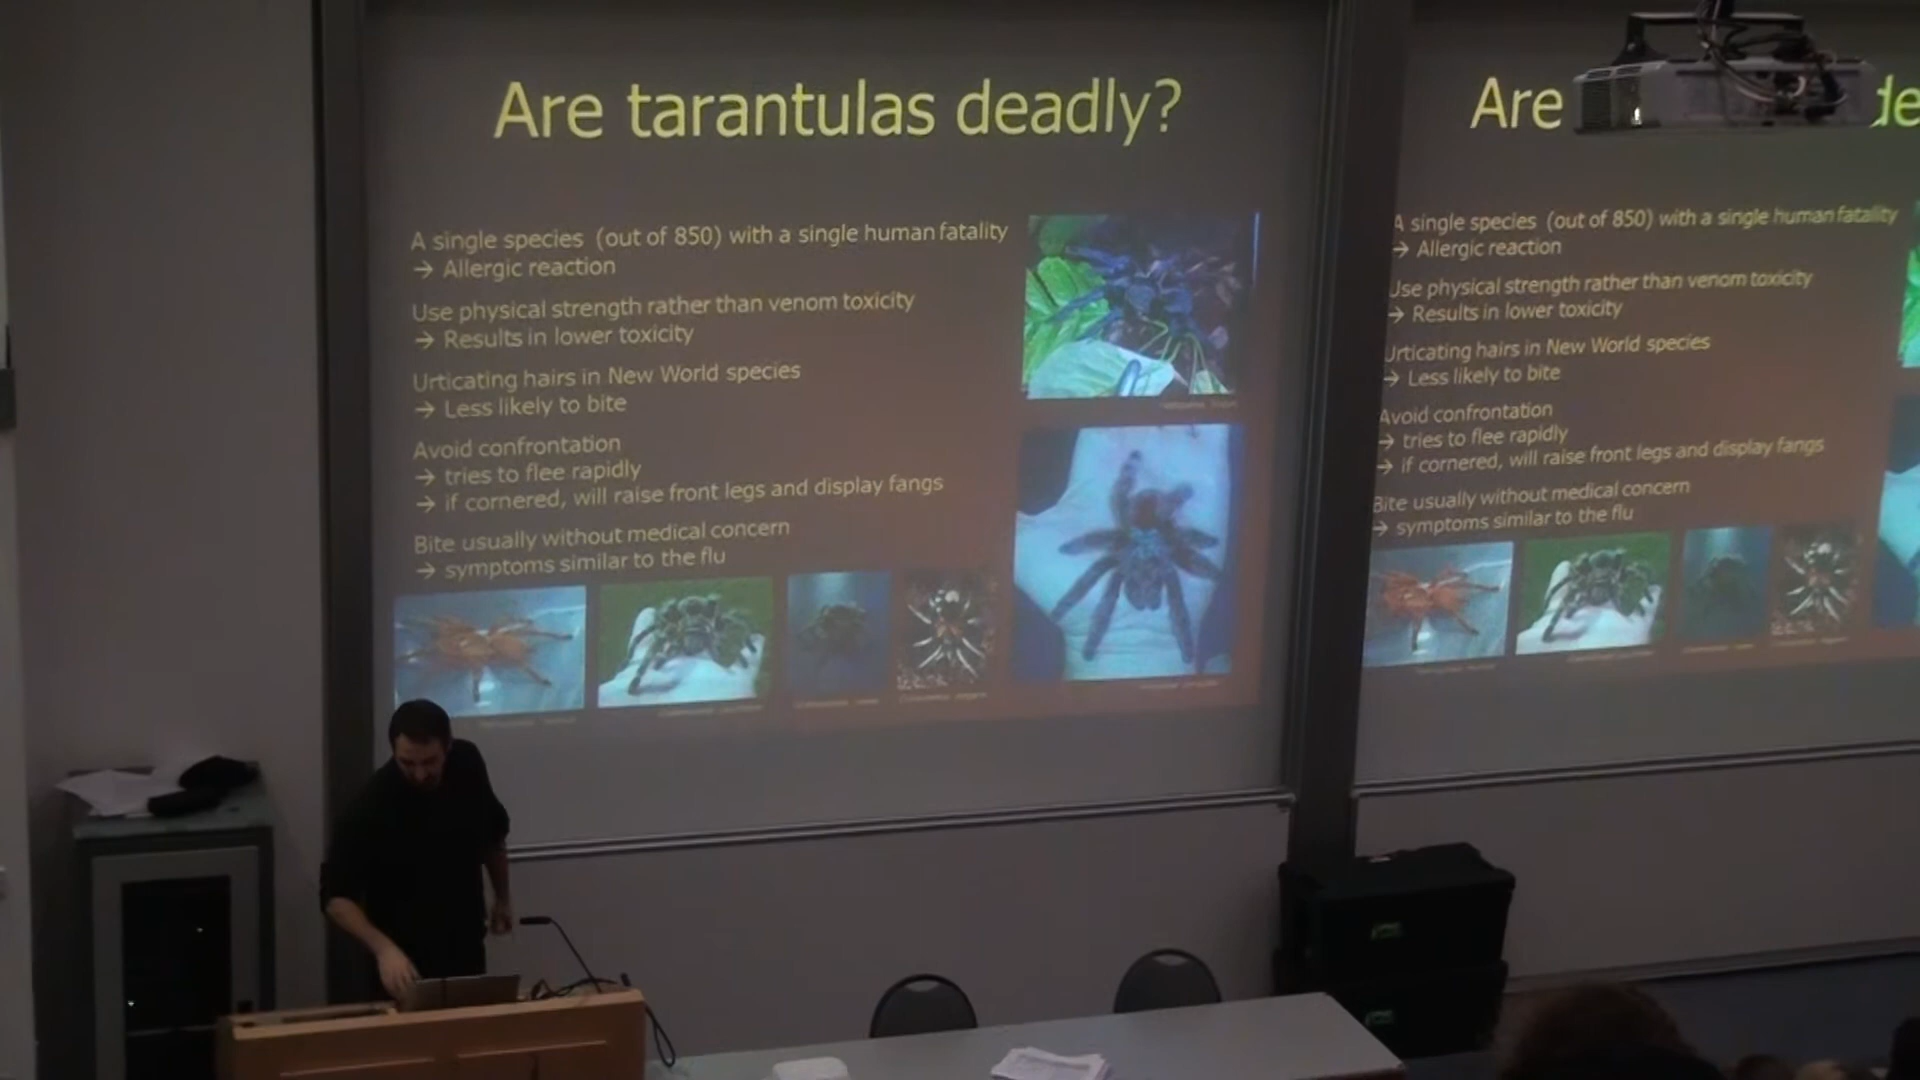 Are tarantulas deadly?
A single species (out of 850) with a single human fatality
→ Allergic reaction
Use physical strength rather than venom toxicity
→ Results in lower toxicity
Urticating hairs in New World species
→ Less likely to bite
Avoid confrontation
→ tries to flee rapidly
→ if cornered, will raise front legs and display fangs
Bite usually without medical concern
→ symptoms similar to the flu
Are de
A single species (out of 850) with a single human fatality
→ Allergic reaction
Use physical strength rather than venom toxicity
→ Results in lower toxicity
Urticating hairs in New World species
→ Less likely to bite
Avoid confrontation
→ tries to flee rapidly
→ if cornered, will raise front legs and display fangs
Bite usually without medical concern
→ symptoms similar to the flu